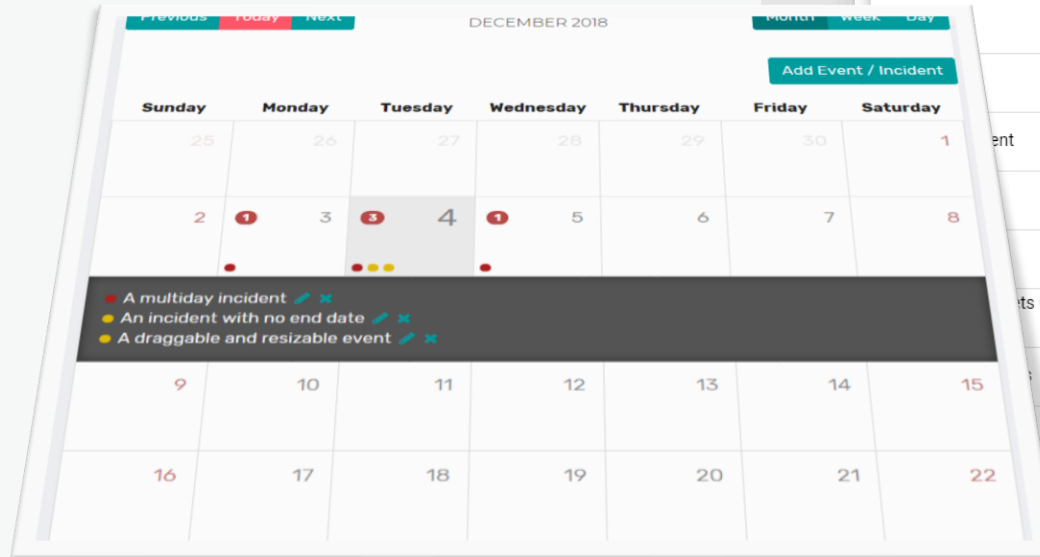 Previous Today Next
DECEMBER 2018
Month Week Day
Add Event / Incident
Sunday Monday Tuesday Wednesday Thursday Friday Saturday
25 26 27 28 29 30 1
2 1 3 3 4 1 5 6 7 8
A multiday incident
An incident with no end date
A draggable and resizable event
9 10 11 12 13 14 15
16 17 18 19 20 21 22